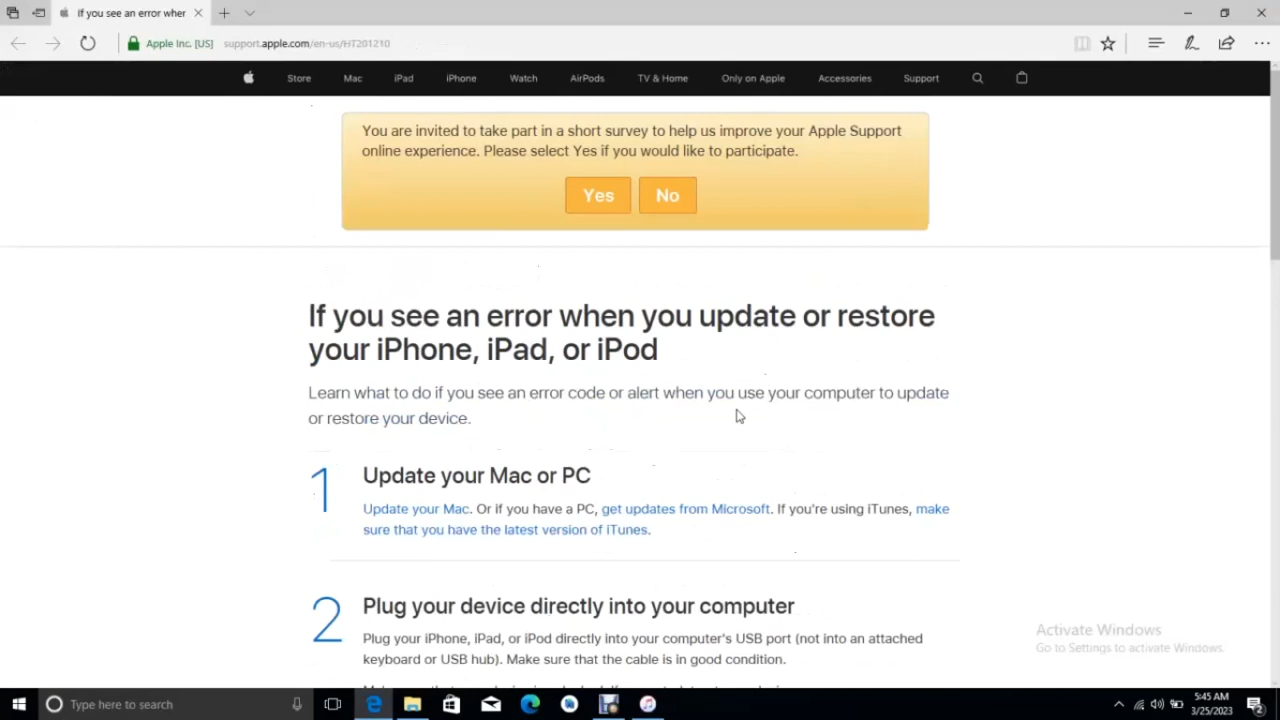 If you see an error wher
Apple Inc. [US]
support.apple.com/en-us/HT201210
Store Mac iPad iPhone Watch AirPods TV & Home Only on Apple Accessories Support
You are invited to take part in a short survey to help us improve your Apple Support
online experience. Please select Yes if you would like to participate.
Yes No
If you see an error when you update or restore
your iPhone, iPad, or iPod
Learn what to do if you see an error code or alert when you use your computer to update
or restore your device.
1 Update your Mac or PC
Update your Mac. Or if you have a PC, get updates from Microsoft. If you're using iTunes, make
sure that you have the latest version of iTunes.
2 Plug your device directly into your computer
Plug your iPhone, iPad, or iPod directly into your computer's USB port (not into an attached
keyboard or USB hub). Make sure that the cable is in good condition.
Activate Windows
Go to Settings to activate Windows.
Type here to search
5:45 AM
3/25/2023
2